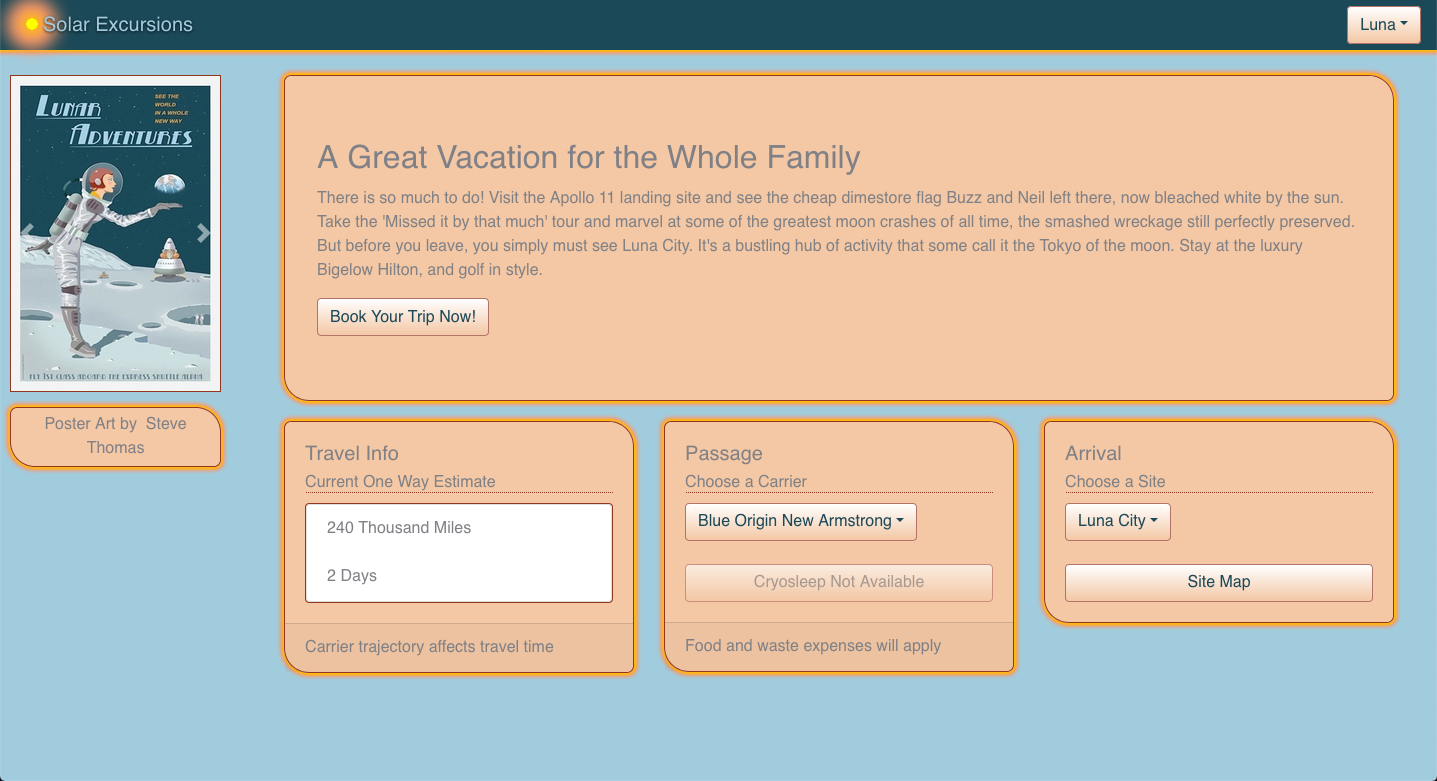 Solar Excursions
Luna
SEE THE
WORLD
IN A WHOLE
NEW WAY
LUNAR
ADVENTURES
FLY 1ST CLASS ABOARD THE EXPRESS SHUTTLE ALPHA
Poster Art by  Steve
Thomas
A Great Vacation for the Whole Family
There is so much to do! Visit the Apollo 11 landing site and see the cheap dimestore flag Buzz and Neil left there, now bleached white by the sun.
Take the 'Missed it by that much' tour and marvel at some of the greatest moon crashes of all time, the smashed wreckage still perfectly preserved.
But before you leave, you simply must see Luna City. It's a bustling hub of activity that some call it the Tokyo of the moon. Stay at the luxury
Bigelow Hilton, and golf in style.
Book Your Trip Now!
Travel Info
Current One Way Estimate
240 Thousand Miles
2 Days
Carrier trajectory affects travel time
Passage
Choose a Carrier
Blue Origin New Armstrong
Cryosleep Not Available
Food and waste expenses will apply
Arrival
Choose a Site
Luna City
Site Map